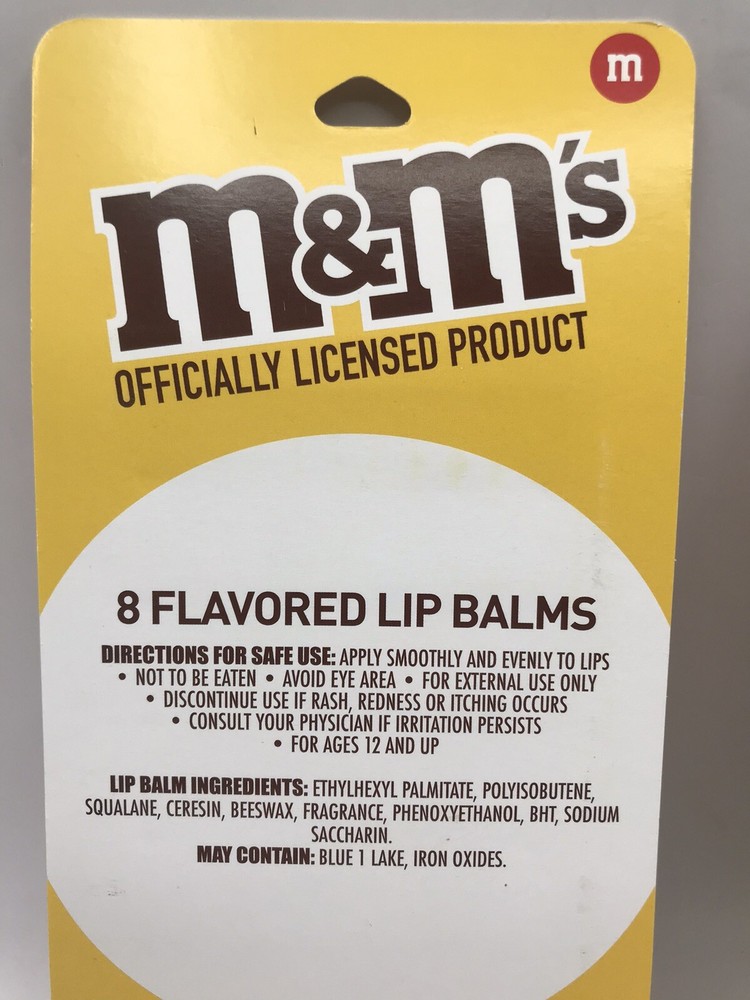 m
m&m's
OFFICIALLY LICENSED PRODUCT
8 FLAVORED LIP BALMS
DIRECTIONS FOR SAFE USE: APPLY SMOOTHLY AND EVENLY TO LIPS
• NOT TO BE EATEN • AVOID EYE AREA • FOR EXTERNAL USE ONLY
• DISCONTINUE USE IF RASH, REDNESS OR ITCHING OCCURS
• CONSULT YOUR PHYSICIAN IF IRRITATION PERSISTS
• FOR AGES 12 AND UP
LIP BALM INGREDIENTS: ETHYLHEXYL PALMITATE, POLYISOBUTENE,
SQUALANE, CERESIN, BEESWAX, FRAGRANCE, PHENOXYETHANOL, BHT, SODIUM
SACCHARIN.
MAY CONTAIN: BLUE 1 LAKE, IRON OXIDES.